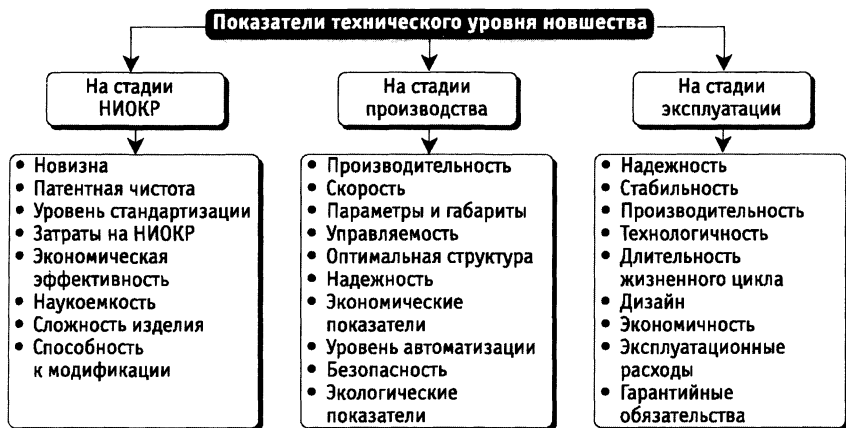 Показатели технического уровня новшества
На стадии
НИОКР
• Новизна
• Патентная чистота
• Уровень стандартизации
• Затраты на НИОКР
• Экономическая
эффективность
• Наукоемкость
• Сложность изделия
• Способность
к модификации
На стадии
производства
• Производительность
• Скорость
• Параметры и габариты
• Управляемость
• Оптимальная структура
• Надежность
• Экономические
показатели
• Уровень автоматизации
• Безопасность
• Экологические
показатели
На стадии
эксплуатации
• Надежность
• Стабильность
• Производительность
• Технологичность
• Длительность
жизненного цикла
• Дизайн
• Экономичность
• Эксплуатационные
расходы
• Гарантийные
обязательства